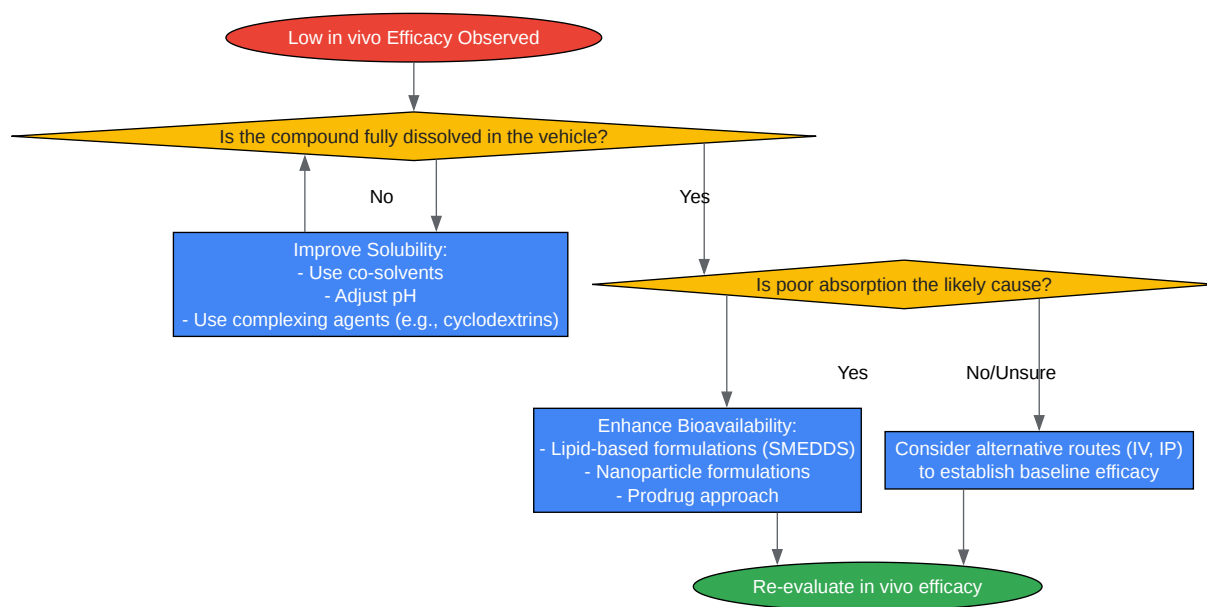 Low in vivo Efficacy Observed
Is the compound fully dissolved in the vehicle?
No
Yes
Improve Solubility:
- Use co-solvents
- Adjust pH
- Use complexing agents (e.g., cyclodextrins)
Is poor absorption the likely cause?
Yes
No/Unsure
Enhance Bioavailability:
- Lipid-based formulations (SMEDDS)
- Nanoparticle formulations
- Prodrug approach
Consider alternative routes (IV, IP)
to establish baseline efficacy
Re-evaluate in vivo efficacy